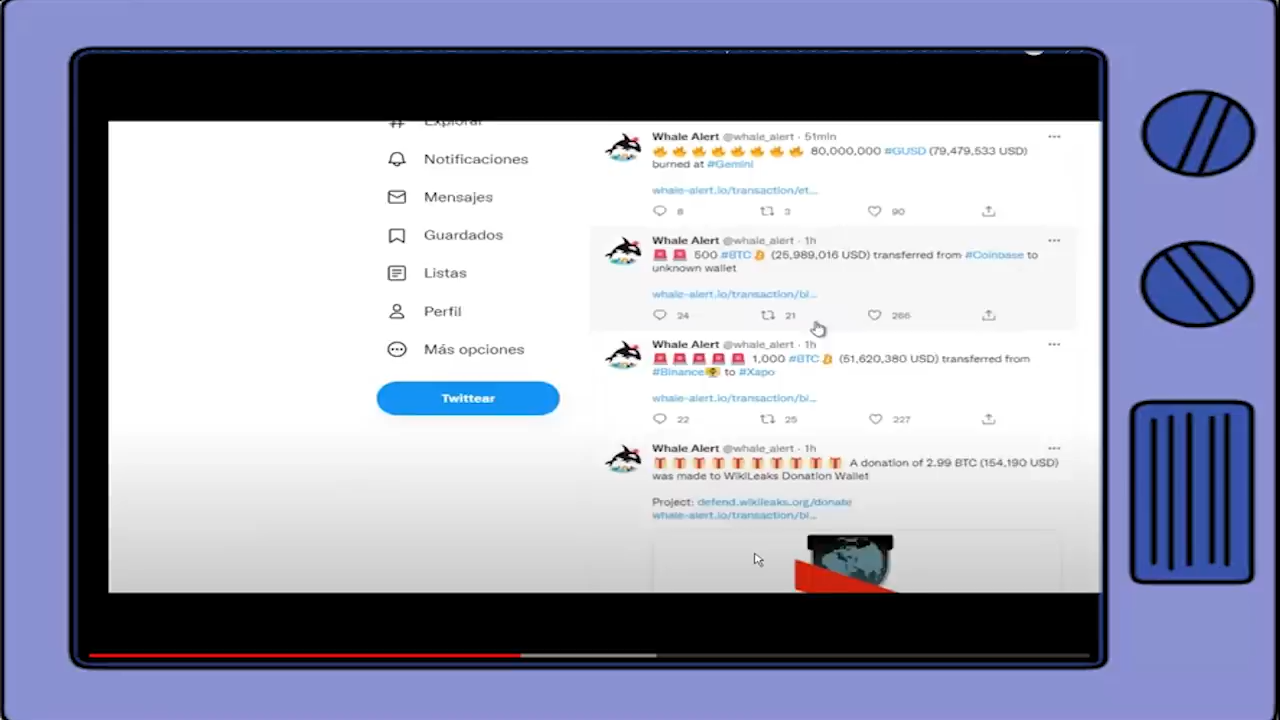 Explorar
Notificaciones
Mensajes
Guardados
Listas
Perfil
Más opciones
Twittear
Whale Alert @whale_alert · 51min
80,000,000 #GUSD (79,479,533 USD)
burned at #Gemini
whale-alert.io/transaction/et...
8 3 90
Whale Alert @whale_alert · 1h
500 #BTC (25,989,016 USD) transferred from #Coinbase to
unknown wallet
whale-alert.io/transaction/bi...
24 21 266
Whale Alert @whale_alert · 1h
1,000 #BTC (51,620,380 USD) transferred from
#Binance to #Xapo
whale-alert.io/transaction/bi...
22 25 227
Whale Alert @whale_alert · 1h
A donation of 2.99 BTC (154,190 USD)
was made to WikiLeaks Donation Wallet
Project: defend.wikileaks.org/donate
whale-alert.io/transaction/bi...